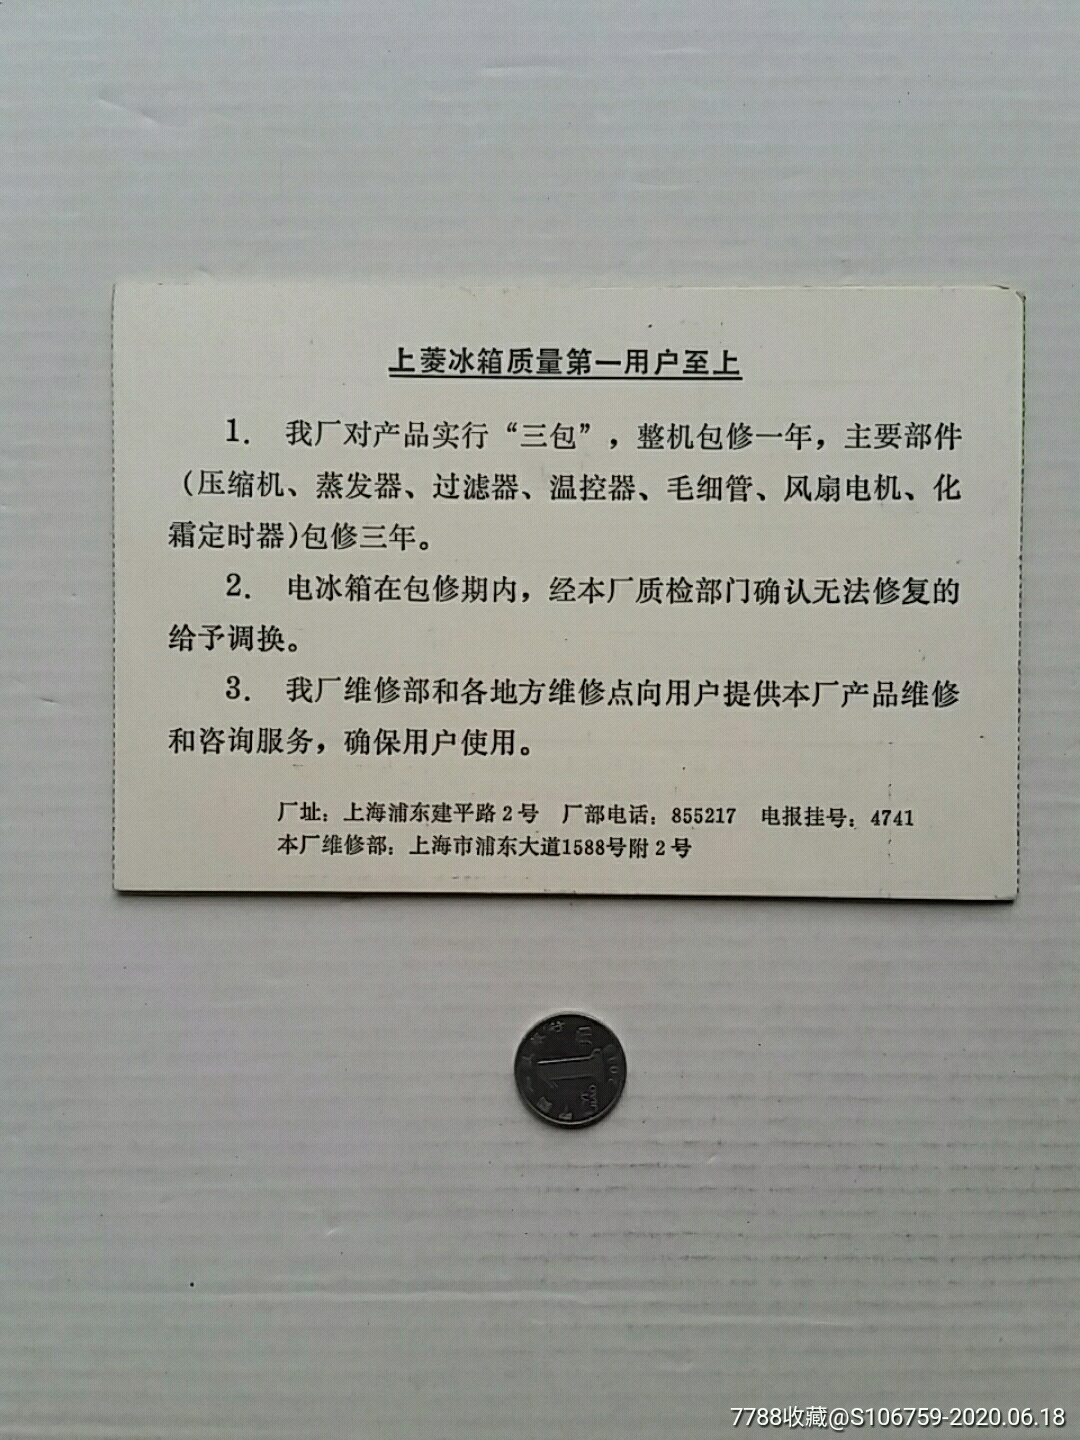 上菱冰箱质量第一用户至上
1. 我厂对产品实行“三包”，整机包修一年，主要部件
（压缩机、蒸发器、过滤器、温控器、毛细管、风扇电机、化
霜定时器）包修三年。
2. 电冰箱在包修期内，经本厂质检部门确认无法修复的
给予调换。
3. 我厂维修部和各地方维修点向用户提供本厂产品维修
和咨询服务，确保用户使用。
厂址：上海浦东建平路2号 厂部电话：855217 电报挂号：4741
本厂维修部：上海市浦东大道1588号附2号
1
7788收藏@S106759-2020.06.18